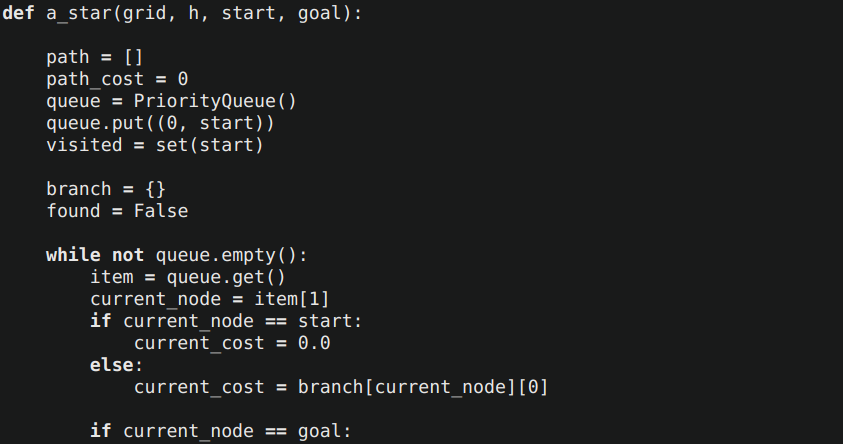 def a_star(grid, h, start, goal):
path = []
path_cost = 0
queue = PriorityQueue()
queue.put((0, start))
visited = set(start)
branch = {}
found = False
while not queue.empty():
item = queue.get()
current_node = item[1]
if current_node == start:
current_cost = 0.0
else:
current_cost = branch[current_node][0]
if current_node == goal: